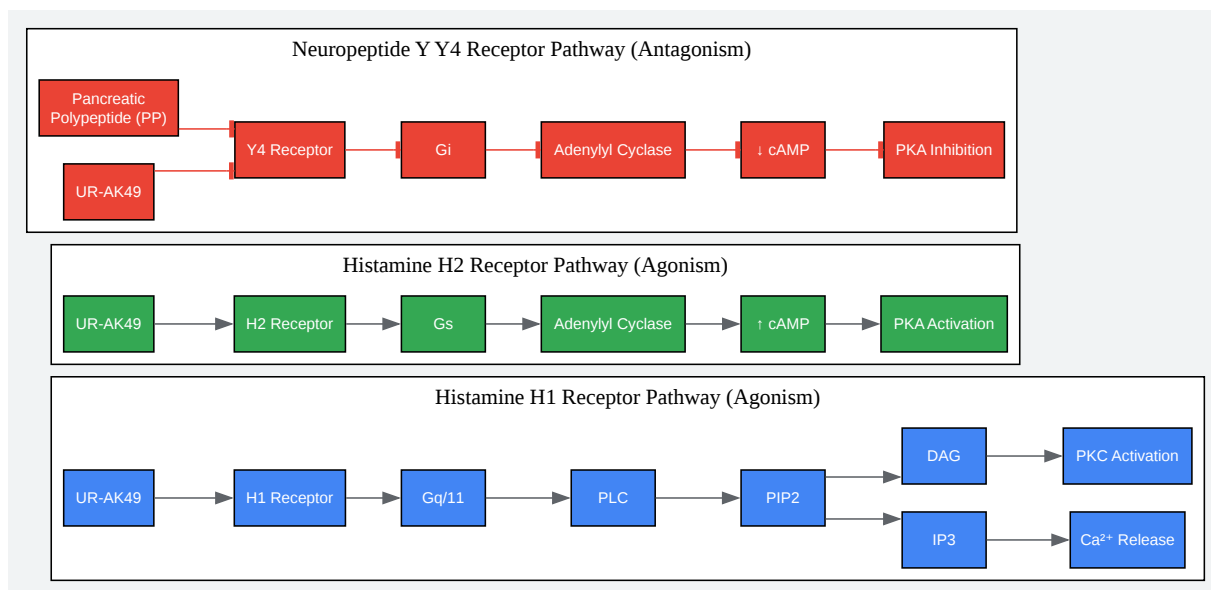 Neuropeptide Y Y4 Receptor Pathway (Antagonism)
Pancreatic
Polypeptide (PP)
UR-AK49
Y4 Receptor
Gi
Adenylyl Cyclase
↓ cAMP
PKA Inhibition
Histamine H2 Receptor Pathway (Agonism)
UR-AK49
H2 Receptor
Gs
Adenylyl Cyclase
↑ cAMP
PKA Activation
Histamine H1 Receptor Pathway (Agonism)
UR-AK49
H1 Receptor
Gq/11
PLC
PIP2
DAG
PKC Activation
IP3
Ca²⁺ Release